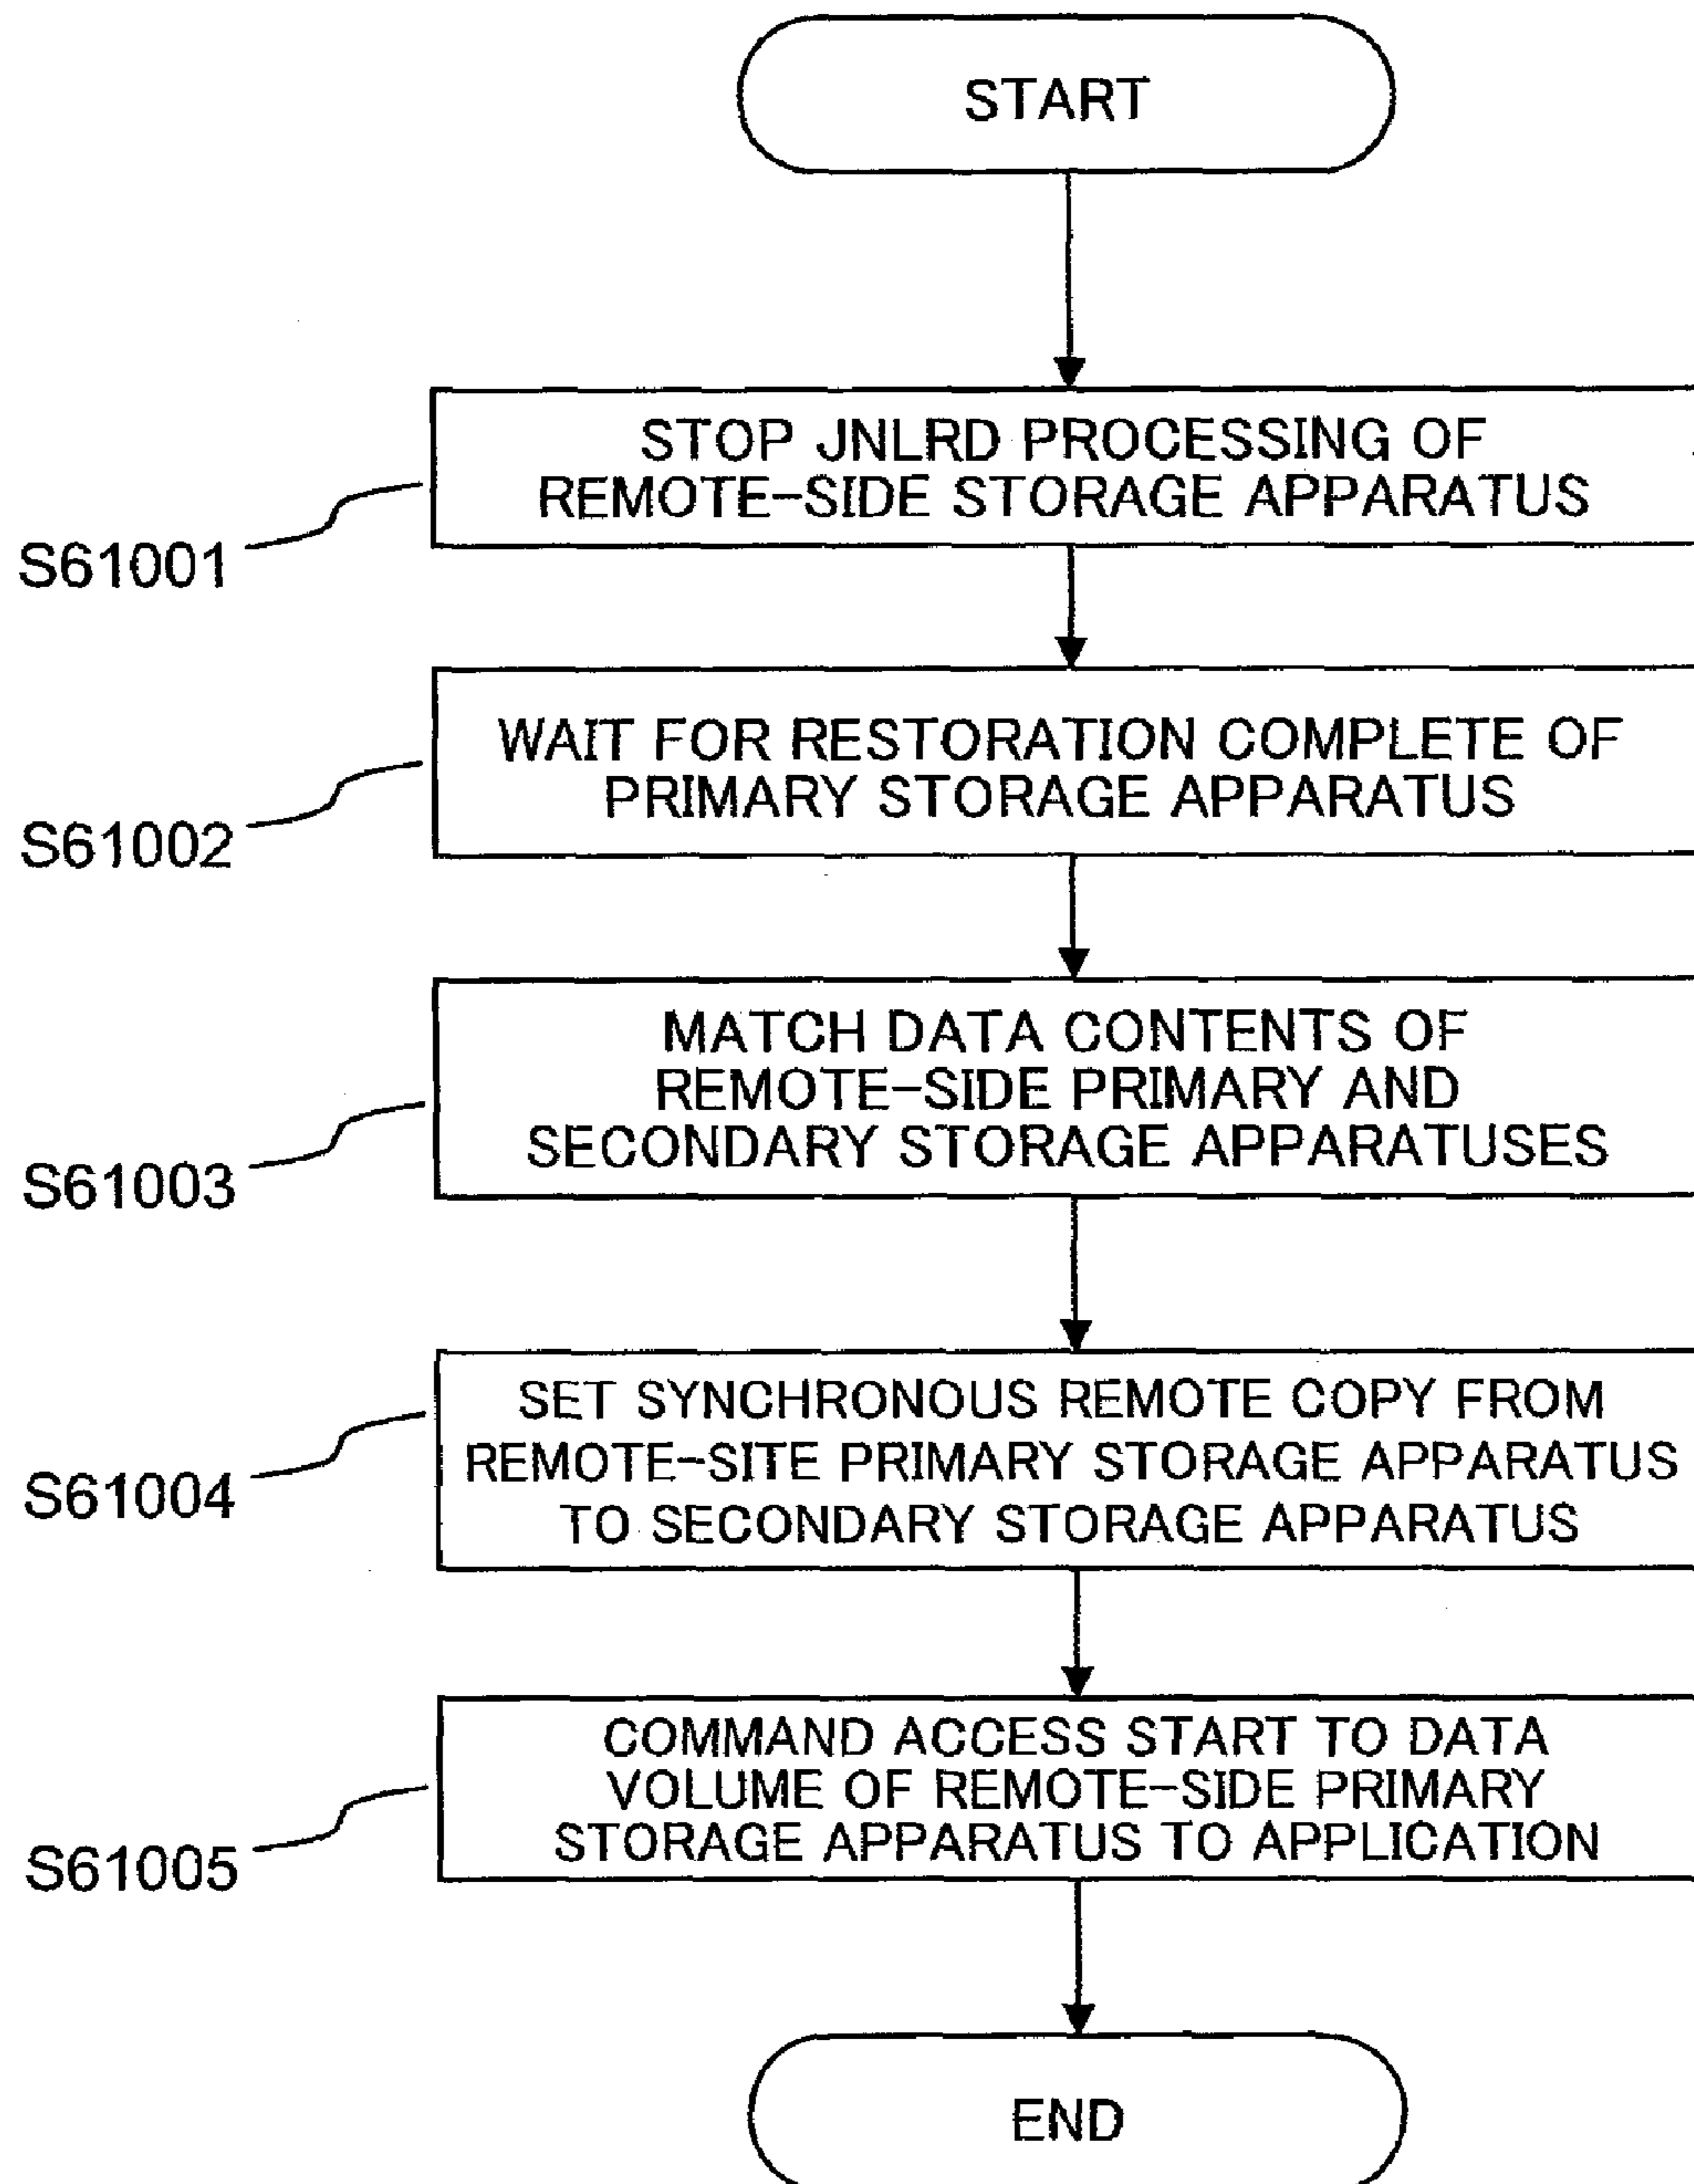 START
STOP JNLRD PROCESSING OF
REMOTE-SIDE STORAGE APPARATUS
S61001
WAIT FOR RESTORATION COMPLETE OF
PRIMARY STORAGE APPARATUS
S61002
MATCH DATA CONTENTS OF
REMOTE-SIDE PRIMARY AND
SECONDARY STORAGE APPARATUSES
S61003
SET SYNCHRONOUS REMOTE COPY FROM
REMOTE-SITE PRIMARY STORAGE APPARATUS
TO SECONDARY STORAGE APPARATUS
S61004
COMMAND ACCESS START TO DATA
VOLUME OF REMOTE-SIDE PRIMARY
STORAGE APPARATUS TO APPLICATION
S61005
END